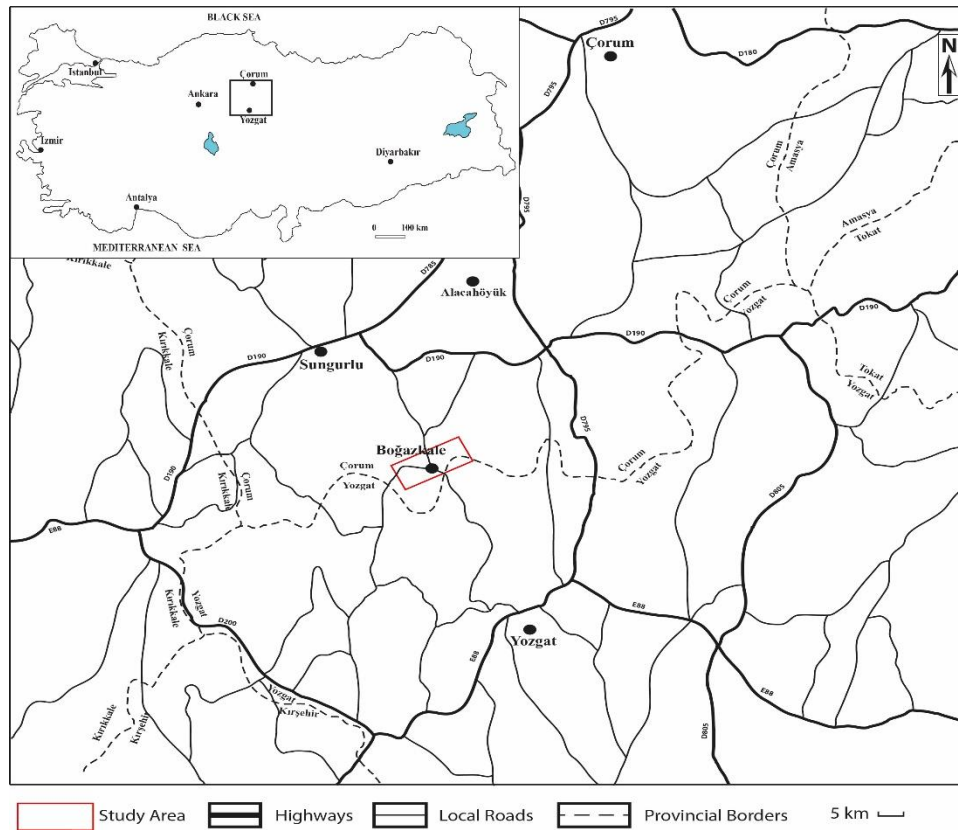 BLACK SEA
İstanbul
Çorum
Ankara
Yozgat
İzmir
Diyarbakır
Antalya
0 100 km
MEDITERRANEAN SEA
D795
Çorum
D180
N
D795
Çorum
Amasya
D795
Amasya
Tokat
Kırıkkale
D785
Alacahöyük
Çorum
Yozgat
Çorum
Kırıkkale
D190
Sungurlu
D190
D190
D190
Tokat
Yozgat
D795
Boğazkale
Çorum
Yozgat
Çorum
Yozgat
D190
Çorum
Kırıkkale
D805
E88
Yozgat
Kırıkkale
D200
E88
Yozgat
E88
Yozgat
Kırşehir
E88
Kırıkkale
Kırşehir
D805
Study Area
Highways
Local Roads
Provincial Borders
5 km